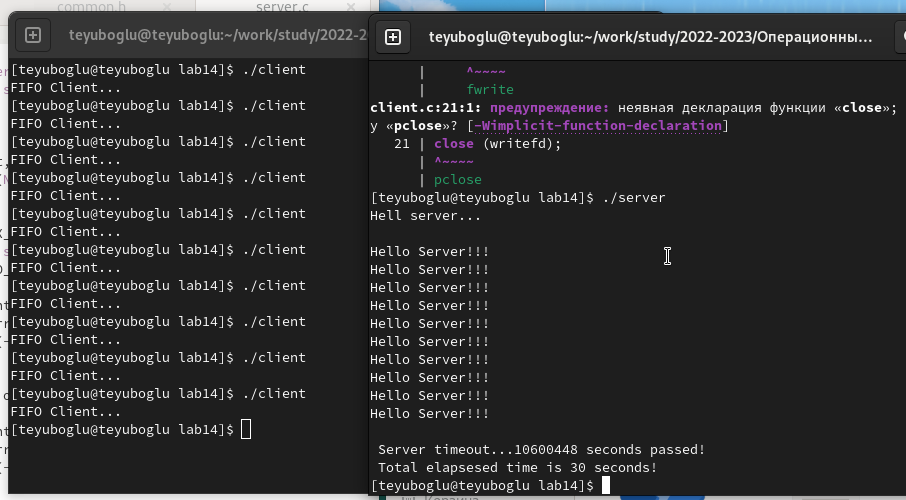 common.h
server.c
teyuboglu@teyuboglu:~/work/study/2022-2
[teyuboglu@teyuboglu lab14]$ ./client
FIFO Client...
[teyuboglu@teyuboglu lab14]$ ./client
FIFO Client...
[teyuboglu@teyuboglu lab14]$ ./client
FIFO Client...
[teyuboglu@teyuboglu lab14]$ ./client
FIFO Client...
[teyuboglu@teyuboglu lab14]$ ./client
FIFO Client...
[teyuboglu@teyuboglu lab14]$ ./client
FIFO Client...
[teyuboglu@teyuboglu lab14]$ ./client
FIFO Client...
[teyuboglu@teyuboglu lab14]$ ./client
FIFO Client...
[teyuboglu@teyuboglu lab14]$ ./client
FIFO Client...
[teyuboglu@teyuboglu lab14]$ ./client
FIFO Client...
[teyuboglu@teyuboglu lab14]$
teyuboglu@teyuboglu:~/work/study/2022-2023/Операционны...
| ^~~~~
| fwrite
client.c:21:1: предупреждение: неявная декларация функции «close»;
у «pclose»? [-Wimplicit-function-declaration]
21 | close (writefd);
| ^~~~~
| pclose
[teyuboglu@teyuboglu lab14]$ ./server
Hell server...
Hello Server!!!
Hello Server!!!
Hello Server!!!
Hello Server!!!
Hello Server!!!
Hello Server!!!
Hello Server!!!
Hello Server!!!
Hello Server!!!
Hello Server!!!
Server timeout...10600448 seconds passed!
Total elapsesed time is 30 seconds!
[teyuboglu@teyuboglu lab14]$